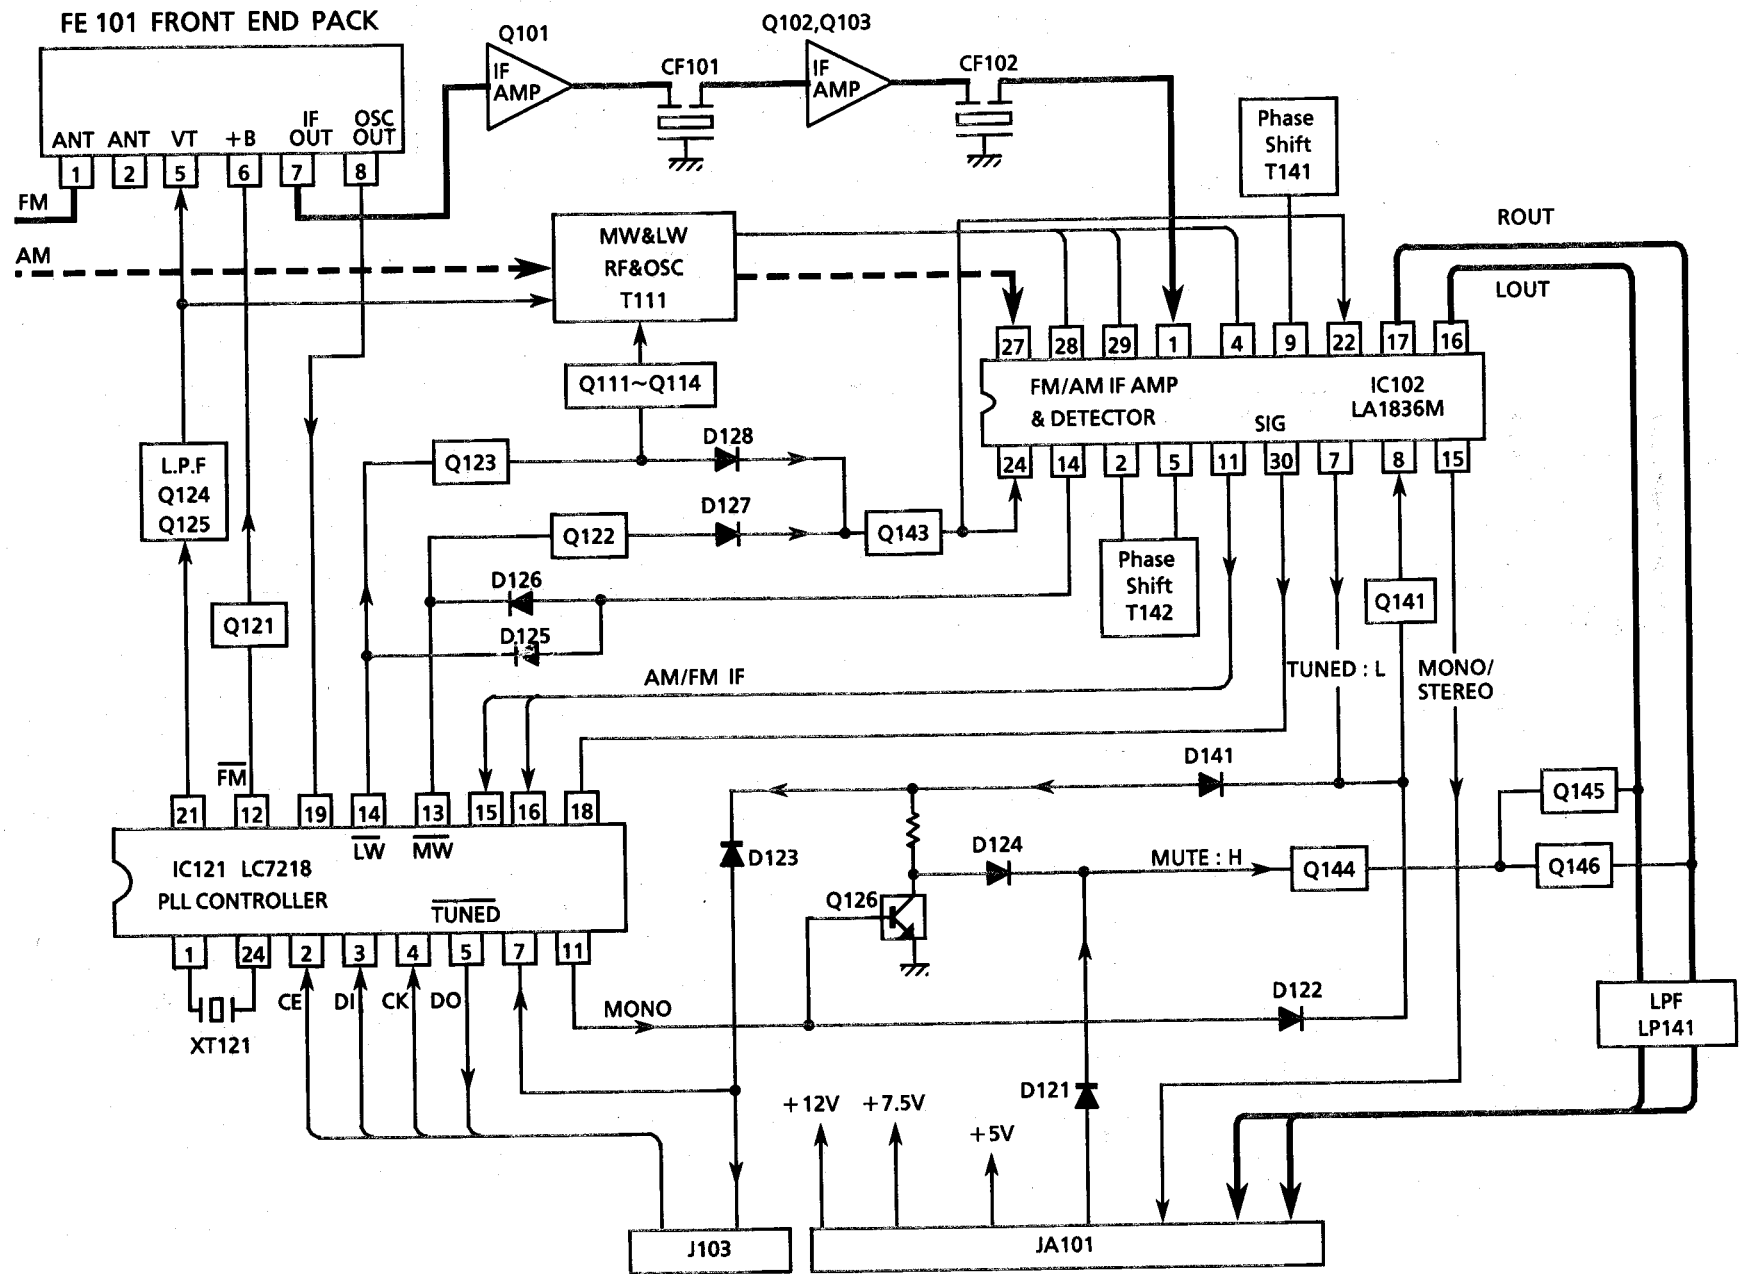 FE 101 FRONT END PACK
Q101
Q102,Q103
IF
AMP
CF101
IF
AMP
CF102
ANT
ANT
VT
+B
IF
OUT
OSC
OUT
1
2
5
6
7
8
FM
AM
Phase
Shift
T141
MW&LW
RF&OSC
T111
ROUT
LOUT
27
28
29
1
4
9
22
17
16
FM/AM IF AMP
& DETECTOR
IC102
LA1836M
SIG
24
14
2
5
11
30
7
8
15
Q111~Q114
L.P.F
Q124
Q125
Q123
D128
D127
Q122
Q143
D126
D125
Phase
Shift
T142
Q141
Q121
AM/FM IF
TUNED : L
MONO/
STEREO
FM
21
12
19
14
13
15
16
18
LW
MW
IC121 LC7218
PLL CONTROLLER
TUNED
1
24
2
3
4
5
7
11
CE
DI
CK
DO
XT121
MONO
D141
D123
D124
MUTE : H
Q144
Q145
Q146
Q126
D122
LPF
LP141
D121
+12V
+7.5V
+5V
J103
JA101